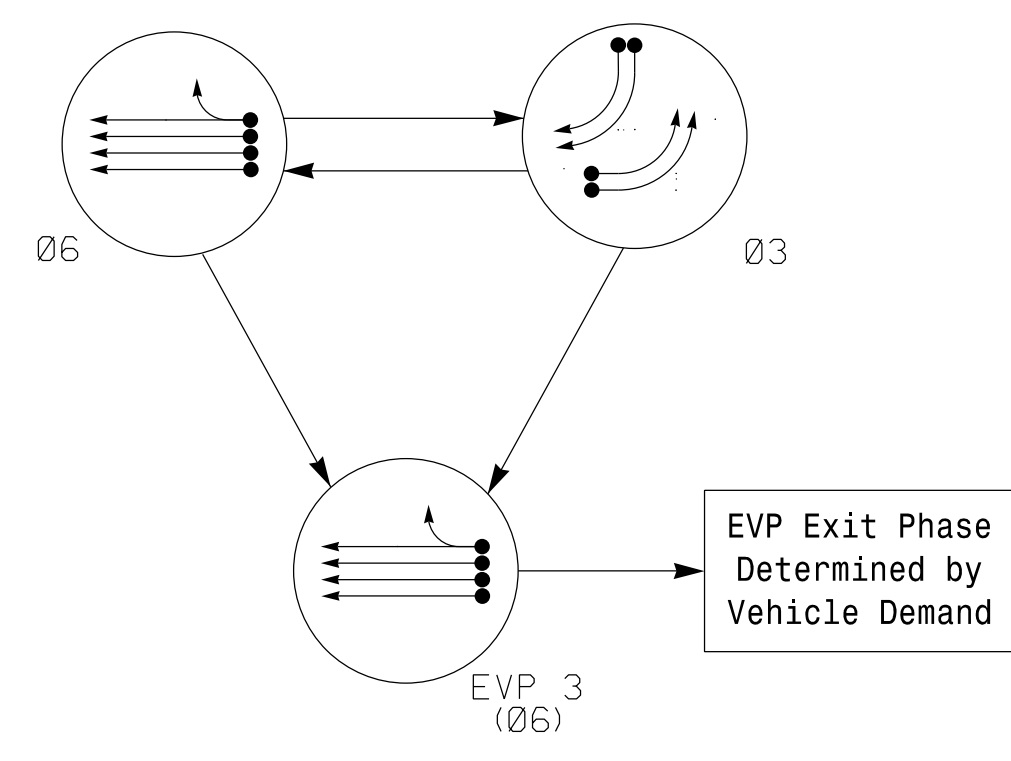 Ø6
Ø3
EVP Exit Phase
Determined by
Vehicle Demand
EVP 3
(Ø6)